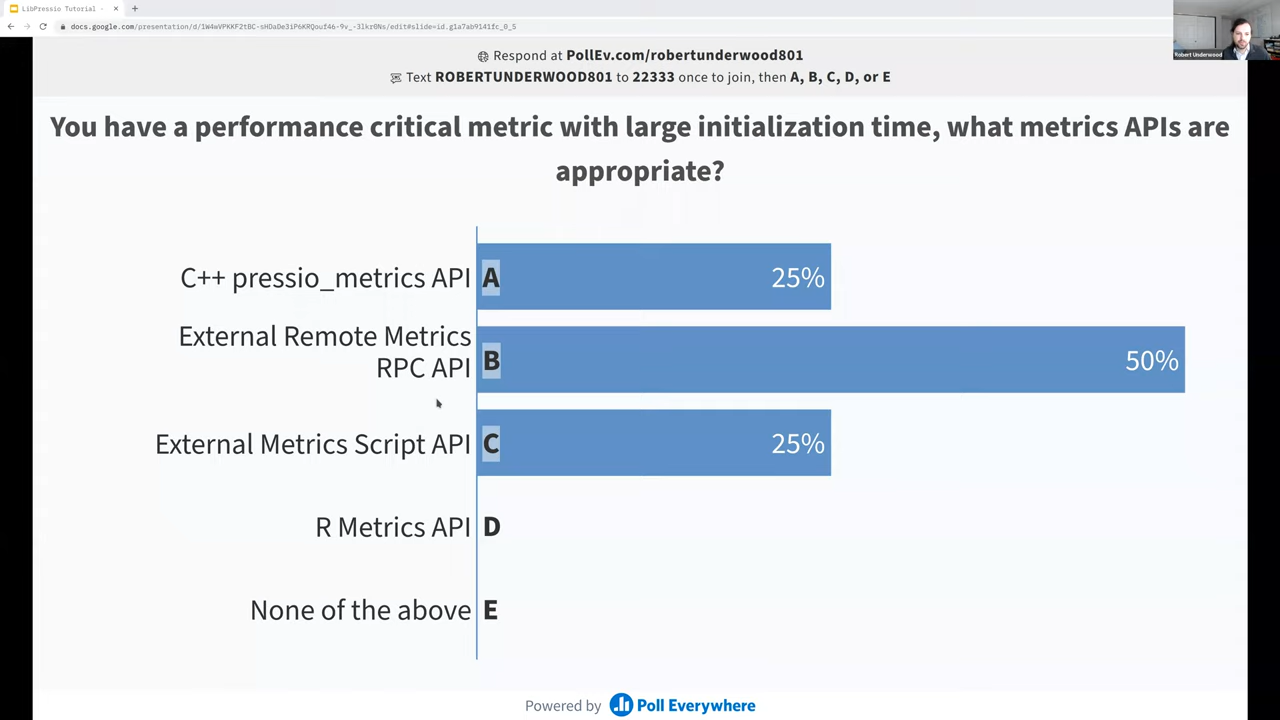 LibPressio Tutorial -
docs.google.com/presentation/d/1W4wVPKKF2tBC-sHDaDe3iP6KRQouf46-9v_-3lkr0Ns/edit#slide=id.g1a7ab9141fc_0_5
Robert Underwood
Respond at PollEv.com/robertunderwood801
Text ROBERTUNDERWOOD801 to 22333 once to join, then A, B, C, D, or E
You have a performance critical metric with large initialization time, what metrics APIs are
appropriate?
C++ pressio_metrics API A 25%
External Remote Metrics
RPC API B 50%
External Metrics Script API C 25%
R Metrics API D
None of the above E
Powered by Poll Everywhere